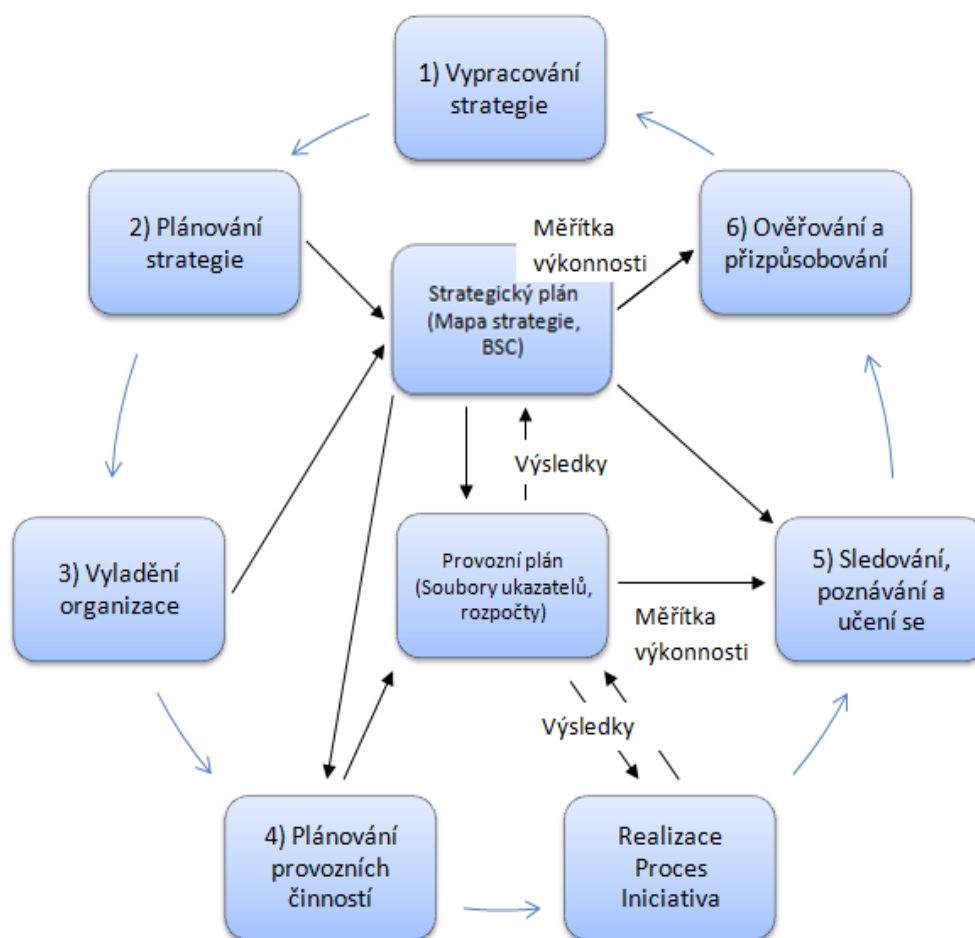 1) Vypracování
strategie
2) Plánování
strategie
Měřítka
výkonnosti
6) Ověřování a
přizpůsobování
Strategický plán
(Mapa strategie,
BSC)
Výsledky
3) Vyladění
organizace
Provozní plán
(Soubory ukazatelů,
rozpočty)
5) Sledování,
poznávání a
učení se
Měřítka
výkonnosti
Výsledky
4) Plánování
provozních
činností
Realizace
Proces
Iniciativa